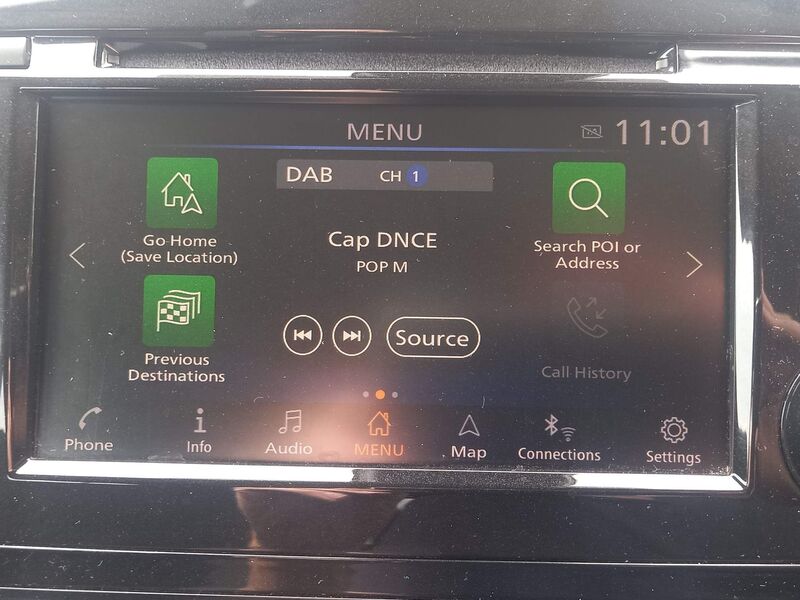 MENU
11:01
DAB CH 1
Go Home
(Save Location)
Cap DNCE
POP M
Search POI or
Address
Previous
Destinations
Source
Call History
Phone
Info
Audio
MENU
Map
Connections
Settings